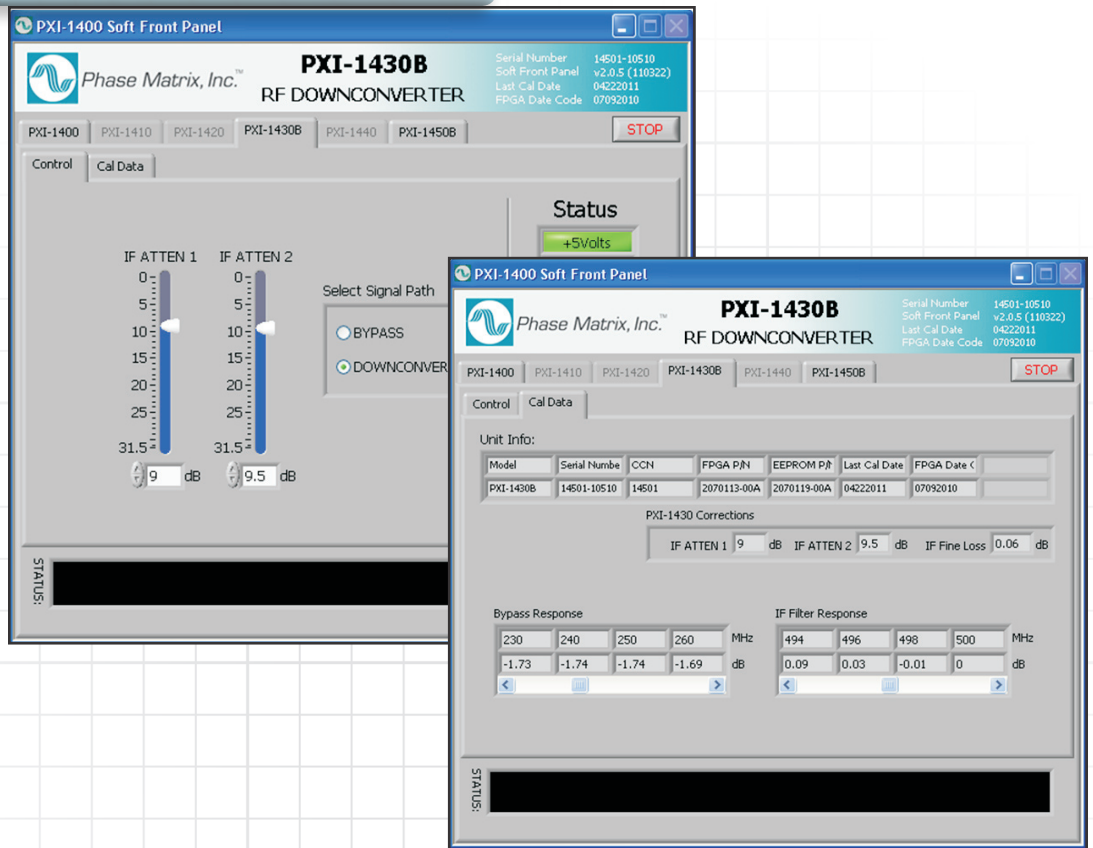 PXI-1400 Soft Front Panel
Phase Matrix, Inc.™
PXI-1430B
RF DOWNCONVERTER
Serial Number 14501-10510
Soft Front Panel v2.0.5 (110322)
Last Cal Date 04222011
FPGA Date Code 07092010
PXI-1400 PXI-1410 PXI-1420 PXI-1430B PXI-1440 PXI-1450B STOP
Control Cal Data
Status
+5Volts
IF ATTEN 1 IF ATTEN 2
0 0
5 5
10 10
15 15
20 20
25 25
31.5 31.5
9 dB 9.5 dB
Select Signal Path
BYPASS
DOWNCONVER
STATUS:
PXI-1400 Soft Front Panel
Phase Matrix, Inc.™
PXI-1430B
RF DOWNCONVERTER
Serial Number 14501-10510
Soft Front Panel v2.0.5 (110322)
Last Cal Date 04222011
FPGA Date Code 07092010
PXI-1400 PXI-1410 PXI-1420 PXI-1430B PXI-1440 PXI-1450B STOP
Control Cal Data
Unit Info:
Model Serial Numbe CCN FPGA P/N EEPROM P/N Last Cal Date FPGA Date C
PXI-1430B 14501-10510 14501 2070113-00A 2070119-00A 04222011 07092010
PXI-1430 Corrections
IF ATTEN 1 9 dB IF ATTEN 2 9.5 dB IF Fine Loss 0.06 dB
Bypass Response
230 240 250 260 MHz
-1.73 -1.74 -1.74 -1.69 dB
IF Filter Response
494 496 498 500 MHz
0.09 0.03 -0.01 0 dB
STATUS: